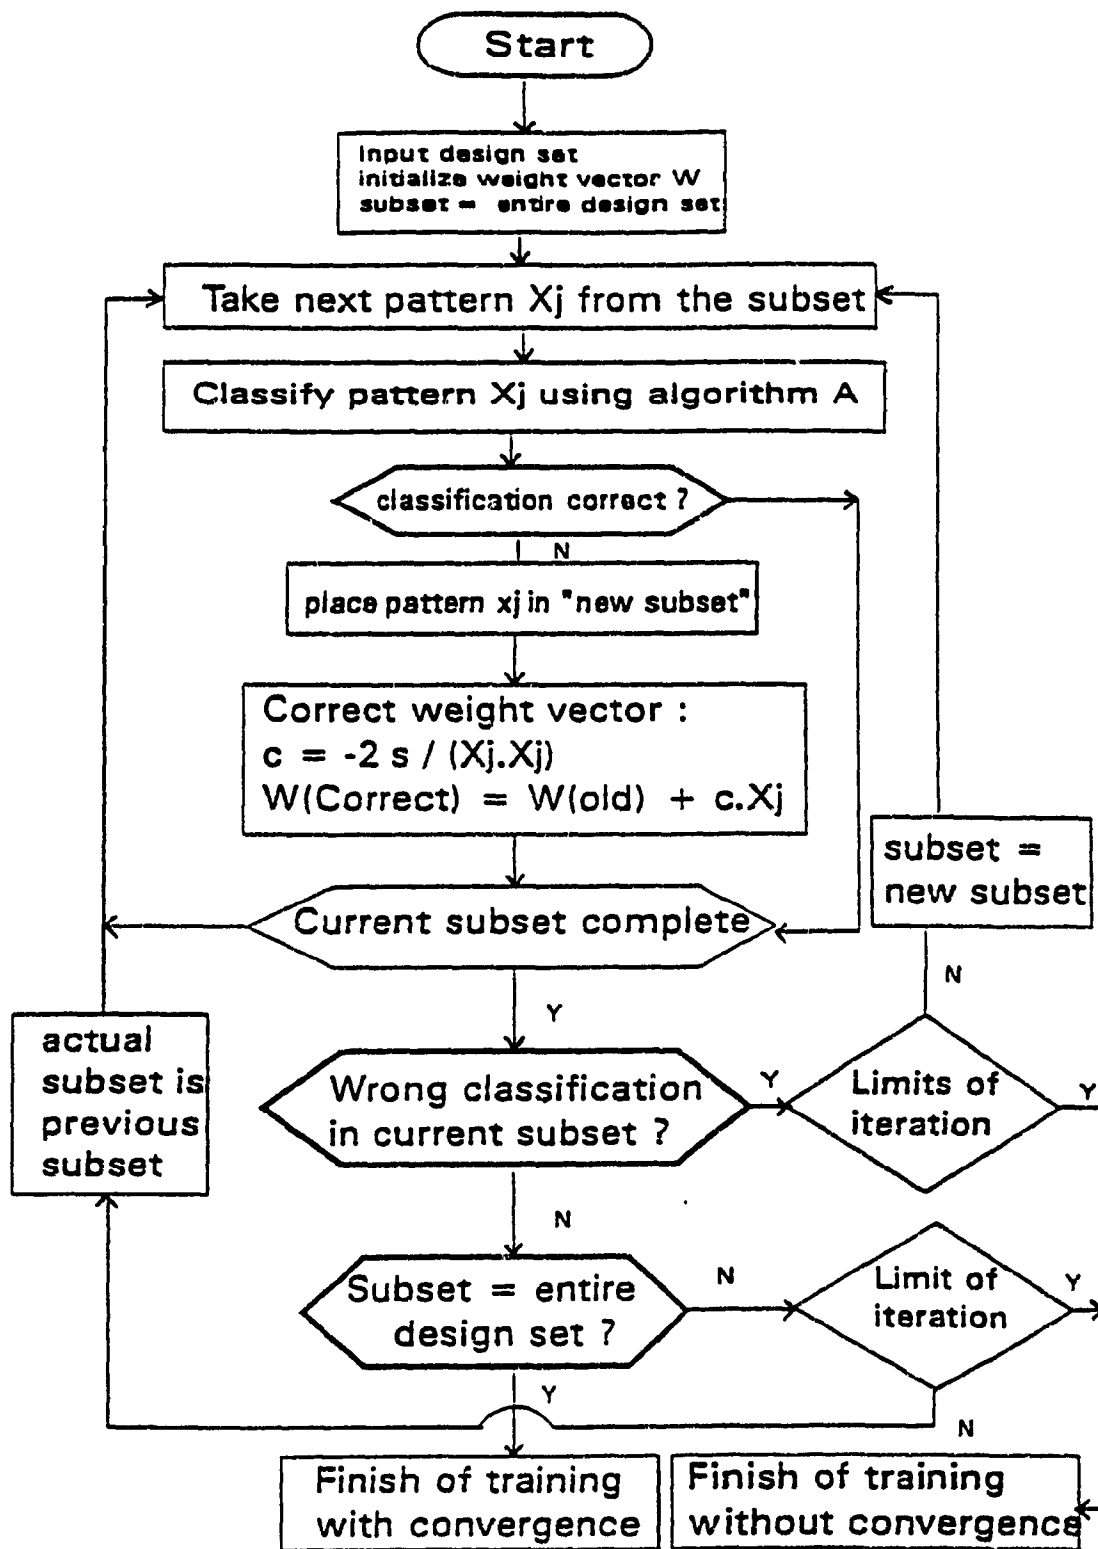 Start
Input design set
initialize weight vector W
subset = entire design set
Take next pattern Xj from the subset
Classify pattern Xj using algorithm A
classification correct ?
N
place pattern xj in "new subset"
Correct weight vector :
c = -2 s / (Xj.Xj)
W(Correct) = W(old) + c.Xj
subset =
new subset
Current subset complete
N
Y
actual
subset is
previous
subset
Wrong classification
in current subset ?
Y
Limits of
iteration
Y
N
Subset = entire
design set ?
N
Limit of
iteration
Y
Y
N
Finish of training
with convergence
Finish of training
without convergence